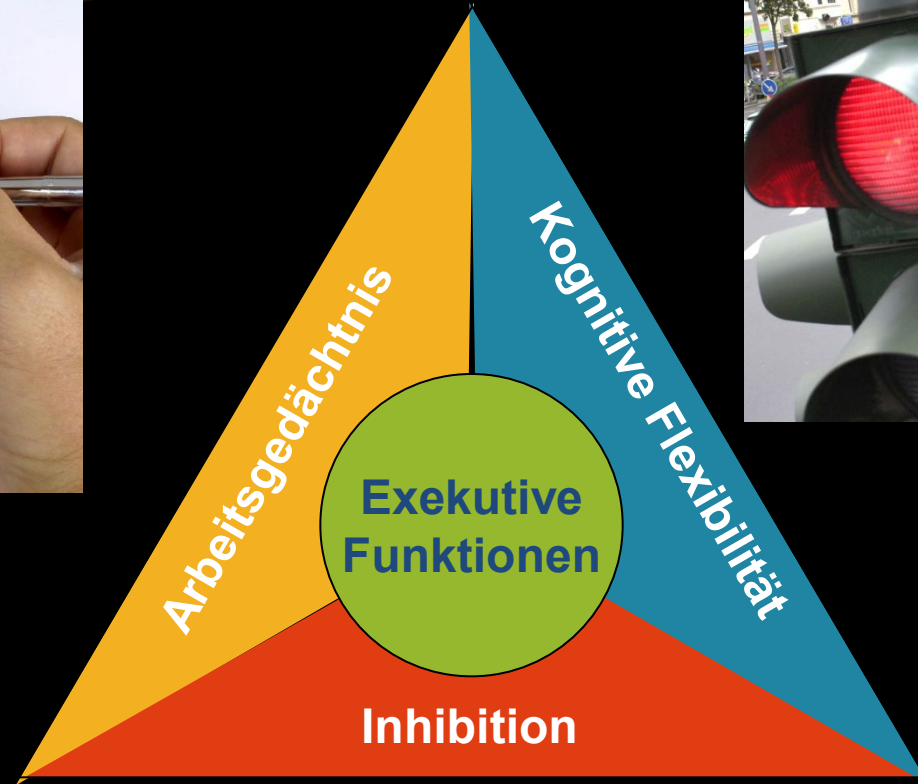 Arbeitsgedächtnis
Kognitive Flexibilität
Exekutive
Funktionen
Inhibition